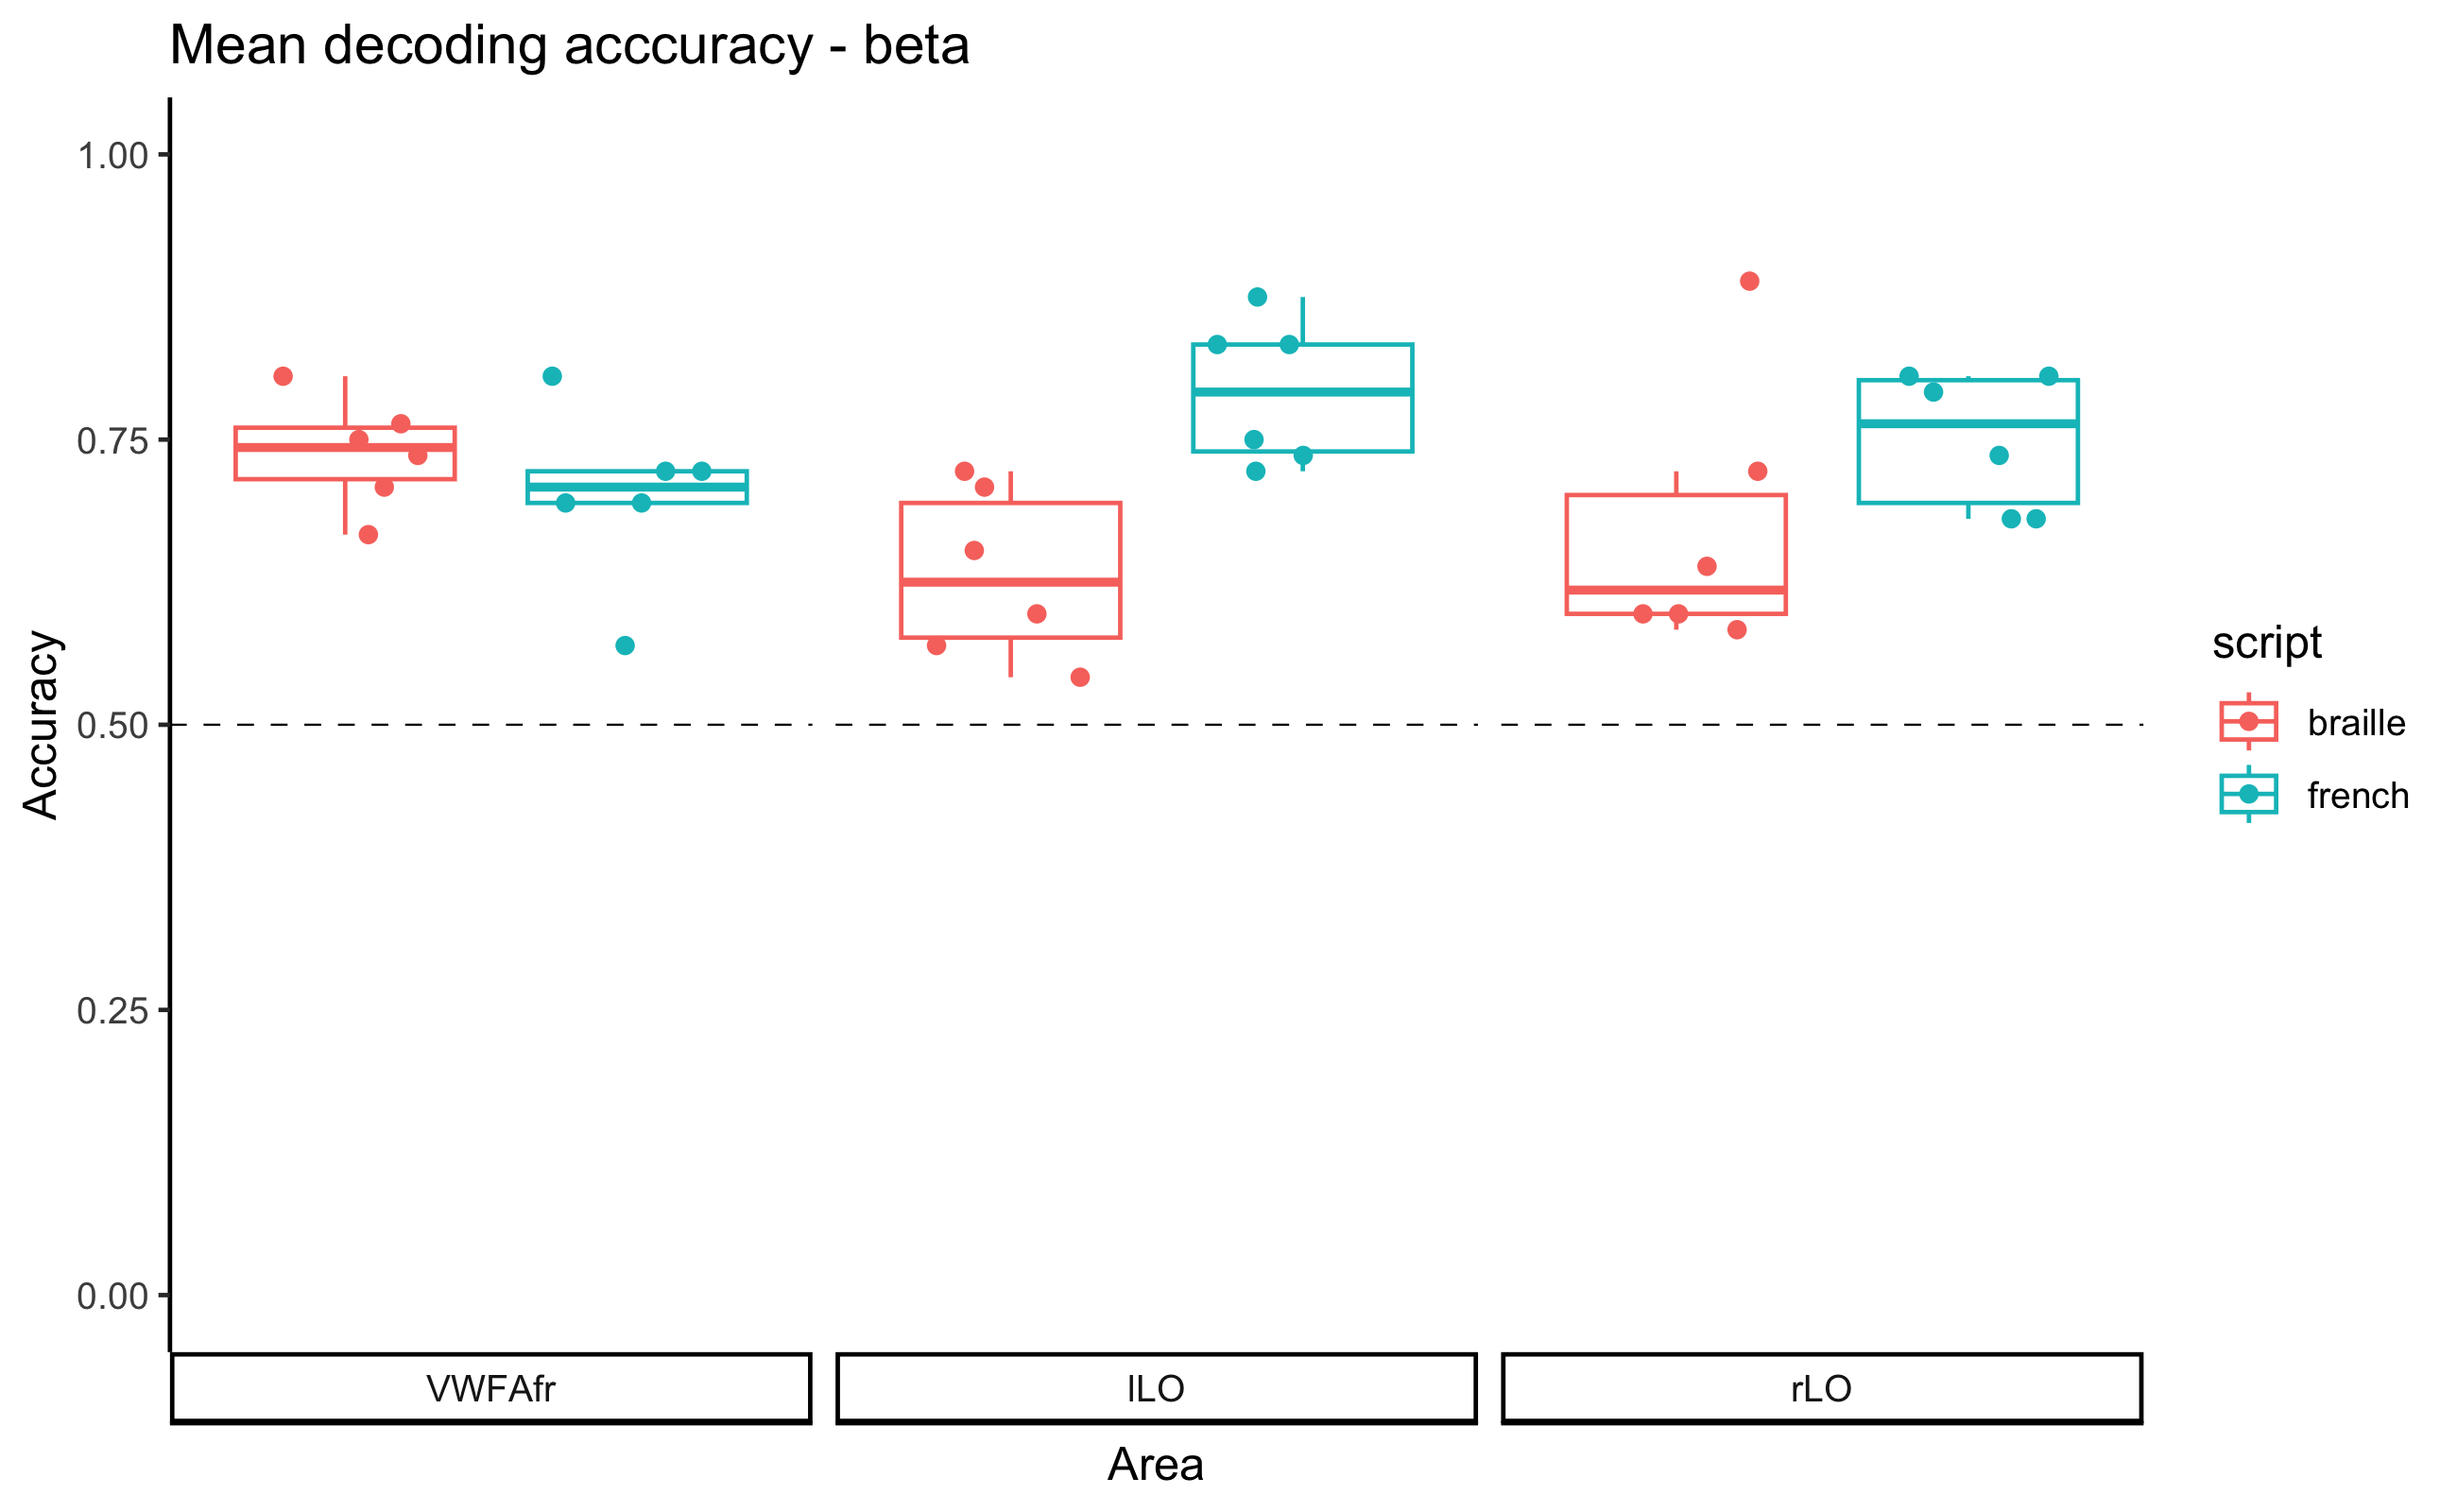 Mean decoding acccuracy - beta
1.00
0.75
0.50
0.25
0.00
Accuracy
VWFAfr
lLO
rLO
Area
script
braille
french